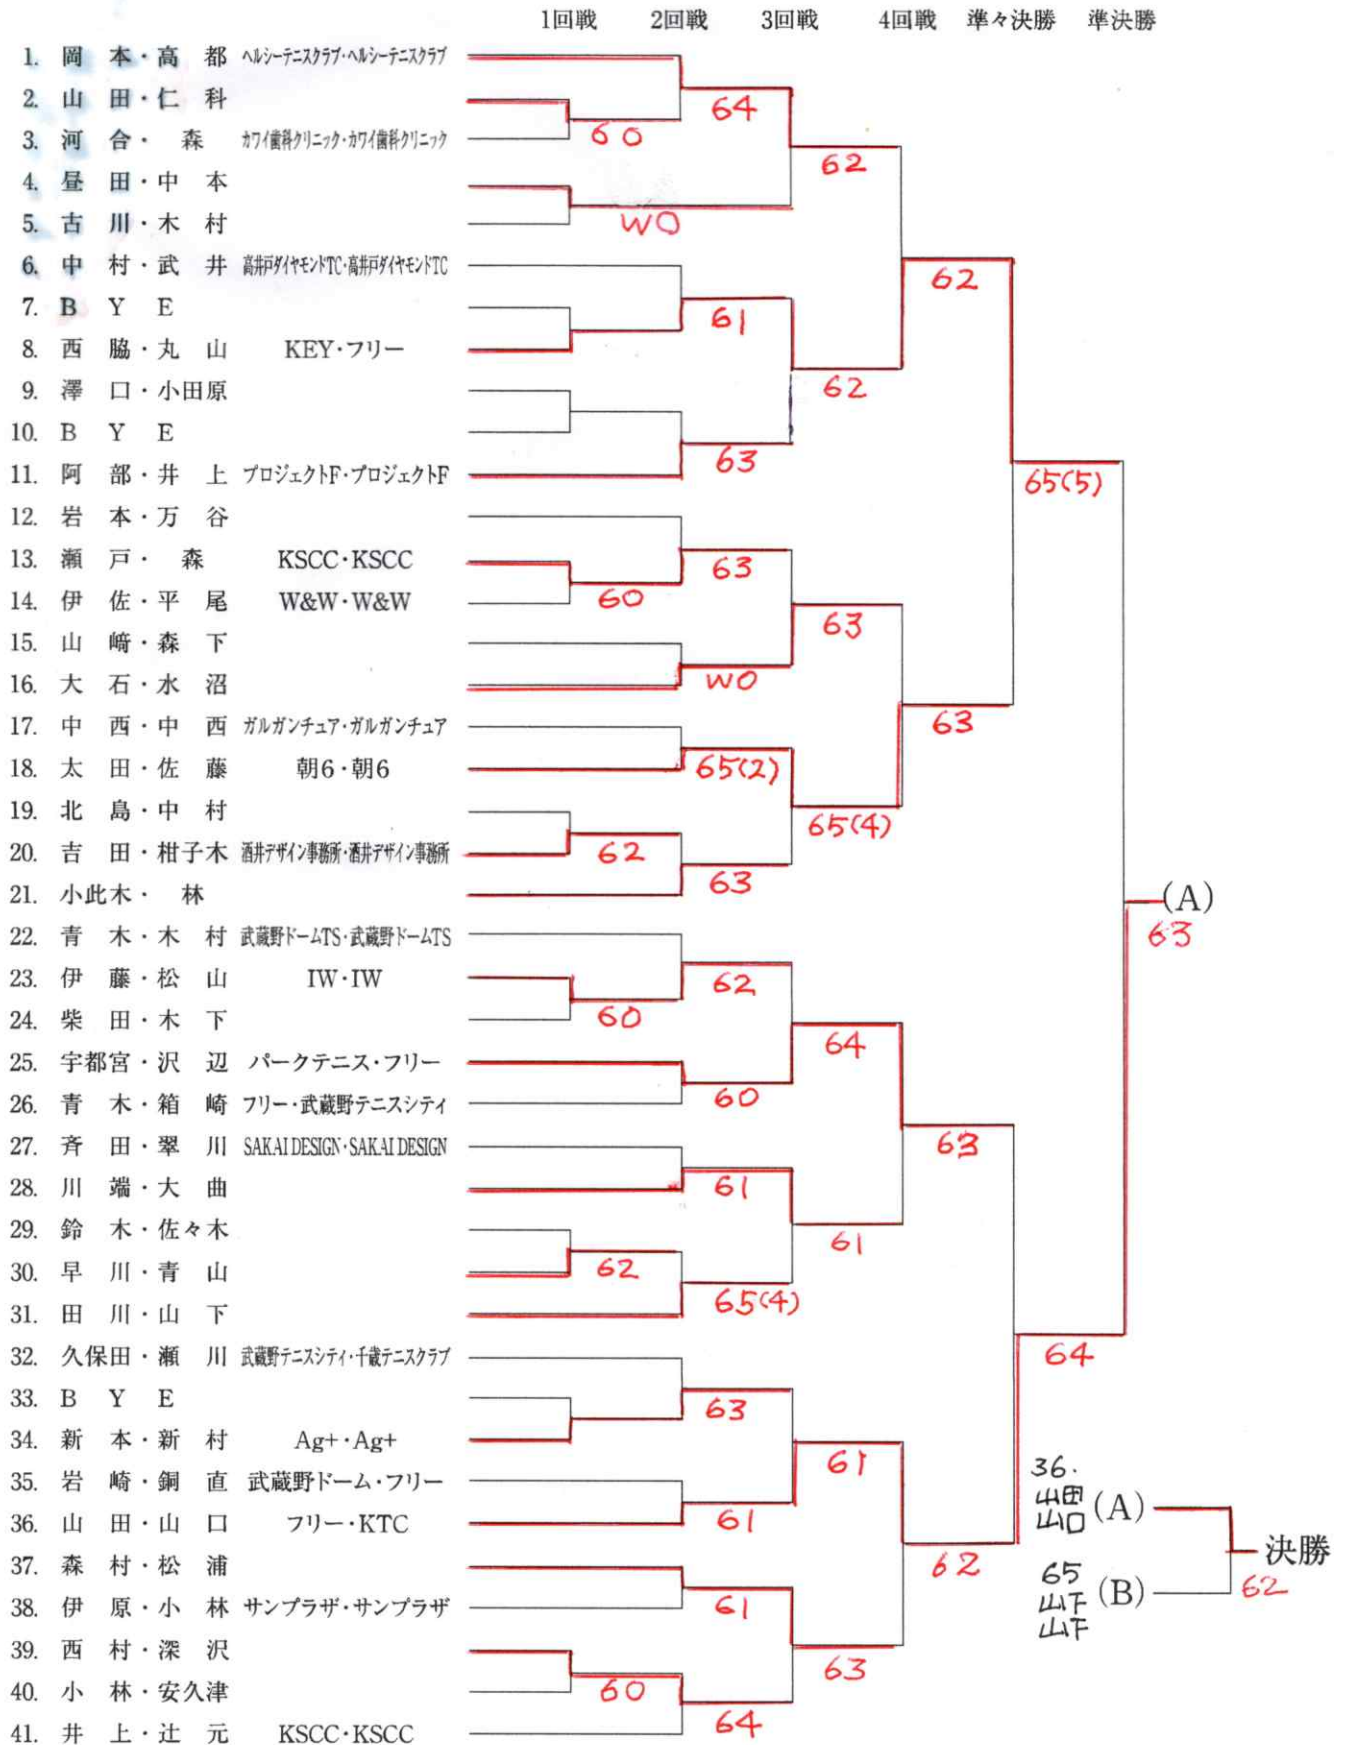 1回戦 2回戦 3回戦 4回戦 準々決勝 準決勝
1. 岡本・高都 ヘルシーテニスクラブ・ヘルシーテニスクラブ
2. 山田・仁科
64
3. 河合・森 カワイ歯科クリニック・カワイ歯科クリニック
60
62
4. 昼田・中本
5. 古川・木村
WO
6. 中村・武井 高井戸ダイヤモンドTC・高井戸ダイヤモンドTC
62
7. BYE
61
8. 西脇・丸山 KEY・フリー
9. 澤口・小田原
62
10. BYE
63
11. 阿部・井上 プロジェクトF・プロジェクトF
65(5)
12. 岩本・万谷
13. 瀬戸・森 KSCC・KSCC
63
14. 伊佐・平尾 W&W・W&W
60
63
15. 山﨑・森下
16. 大石・水沼
WO
17. 中西・中西 ガルガンチュア・ガルガンチュア
63
18. 太田・佐藤 朝6・朝6
65(2)
19. 北島・中村
65(4)
20. 吉田・柑子木 酒井デザイン事務所・酒井デザイン事務所
62
63
21. 小此木・林
(A)
22. 青木・木村 武蔵野ドームTS・武蔵野ドームTS
63
23. 伊藤・松山 IW・IW
62
24. 柴田・木下
60
64
25. 宇都宮・沢辺 パークテニス・フリー
26. 青木・箱崎 フリー・武蔵野テニスシティ
60
27. 斉田・翠川 SAKAI DESIGN・SAKAI DESIGN
63
28. 川端・大曲
61
29. 鈴木・佐々木
61
30. 早川・青山
62
31. 田川・山下
65(4)
32. 久保田・瀬川 武蔵野テニスシティ・千歳テニスクラブ
64
33. BYE
63
34. 新本・新村 Ag+・Ag+
61
35. 岩崎・銅直 武蔵野ドーム・フリー
36. 山田・山口 フリー・KTC
61
37. 森村・松浦
62
38. 伊原・小林 サンプラザ・サンプラザ
61
39. 西村・深沢
63
40. 小林・安久津
60
41. 井上・辻元 KSCC・KSCC
64
36.
山田
山口
(A)
決勝
62
65
山下
山下
(B)